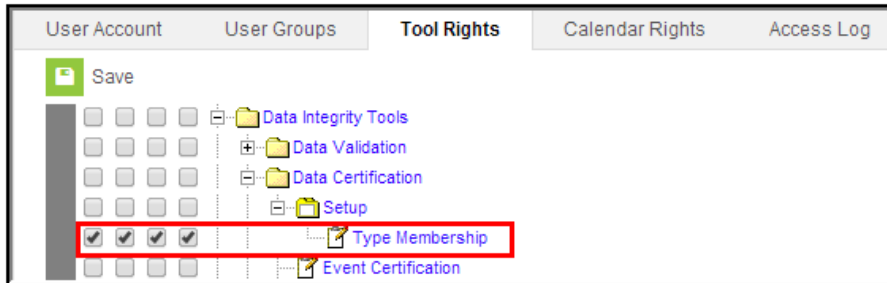 User Account User Groups Tool Rights Calendar Rights Access Log
Save
Data Integrity Tools
Data Validation
Data Certification
Setup
Type Membership
Event Certification